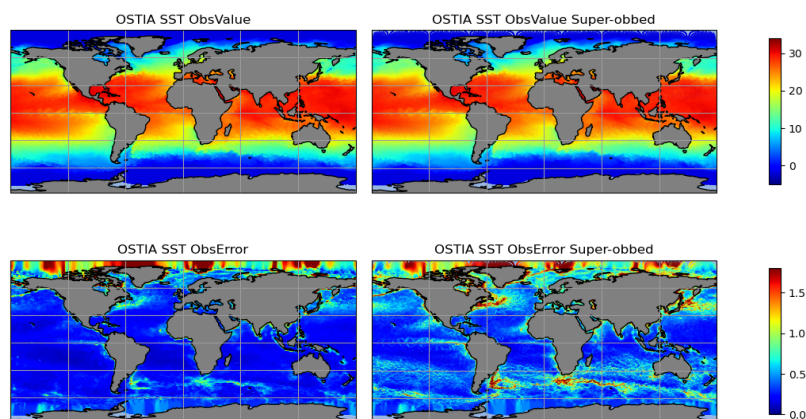 OSTIA SST ObsValue
OSTIA SST ObsValue Super-obbed
30
20
10
0
OSTIA SST ObsError
OSTIA SST ObsError Super-obbed
1.5
1.0
0.5
0.0